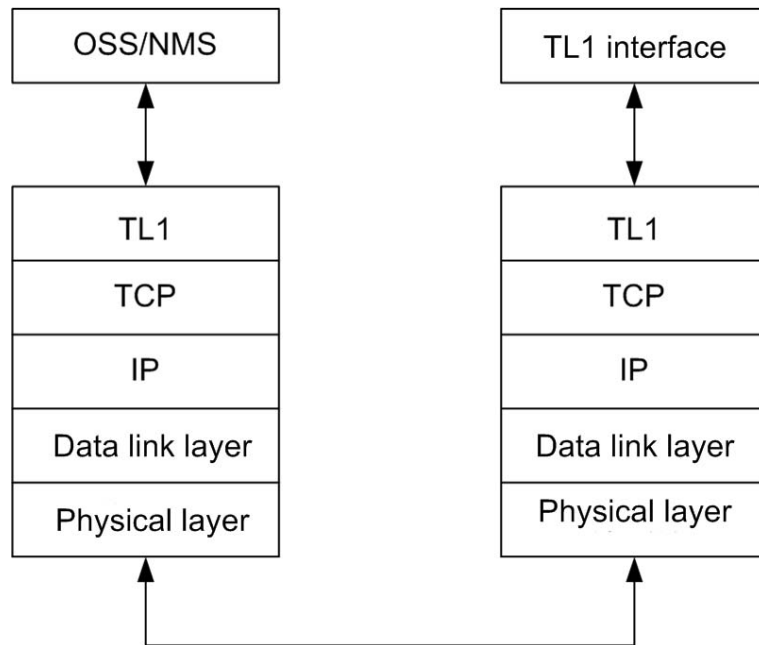 OSS/NMS
TL1
TCP
IP
Data link layer
Physical layer
TL1 interface
TL1
TCP
IP
Data link layer
Physical layer